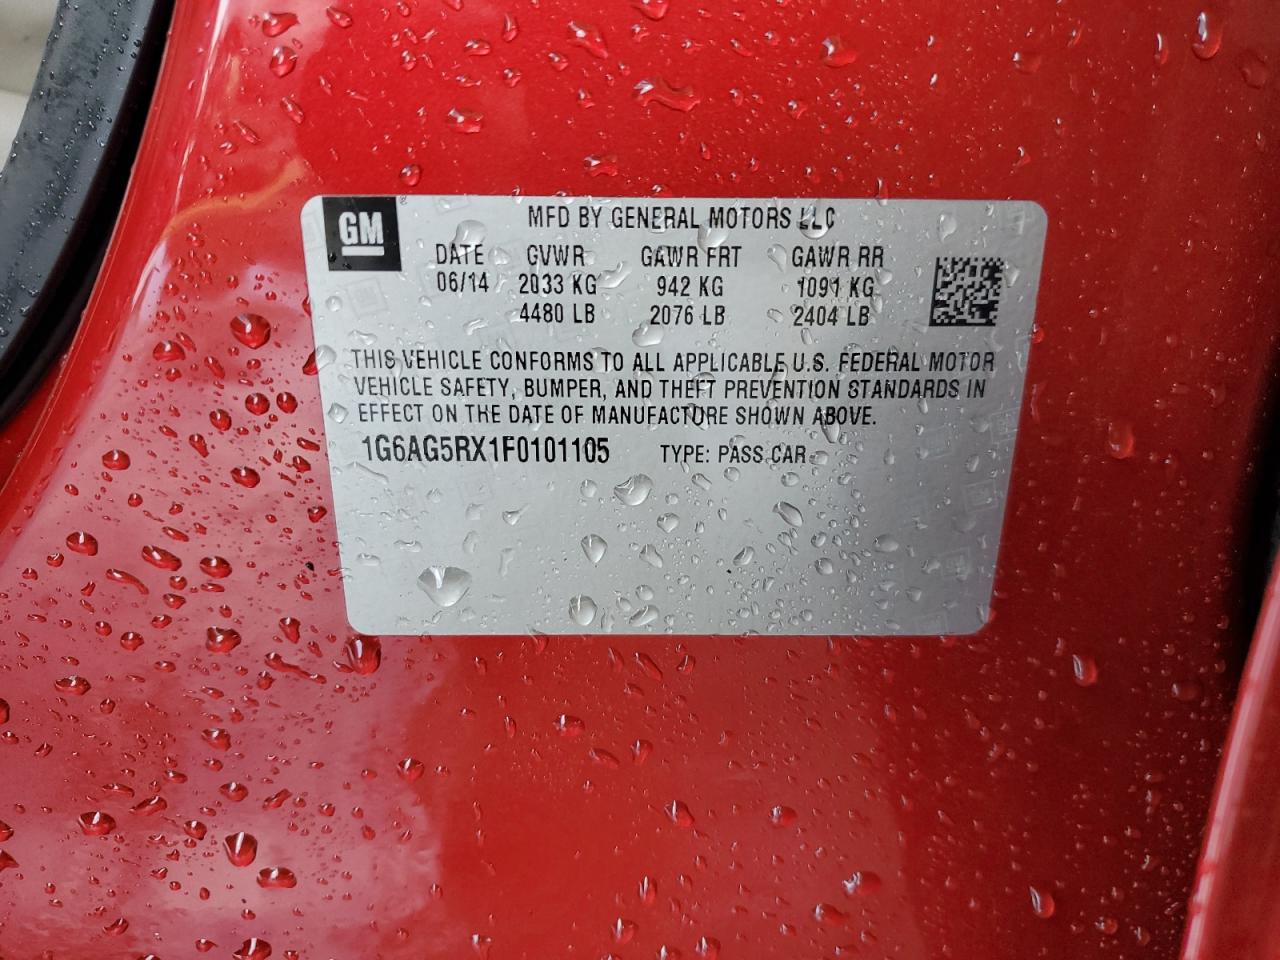 GM
MFD BY GENERAL MOTORS LLC
DATE GVWR GAWR FRT GAWR RR
06/14 2033 KG 942 KG 1091 KG
4480 LB 2076 LB 2404 LB
THIS VEHICLE CONFORMS TO ALL APPLICABLE U.S. FEDERAL MOTOR
VEHICLE SAFETY, BUMPER, AND THEFT PREVENTION STANDARDS IN
EFFECT ON THE DATE OF MANUFACTURE SHOWN ABOVE.
1G6AG5RX1F0101105 TYPE: PASS CAR